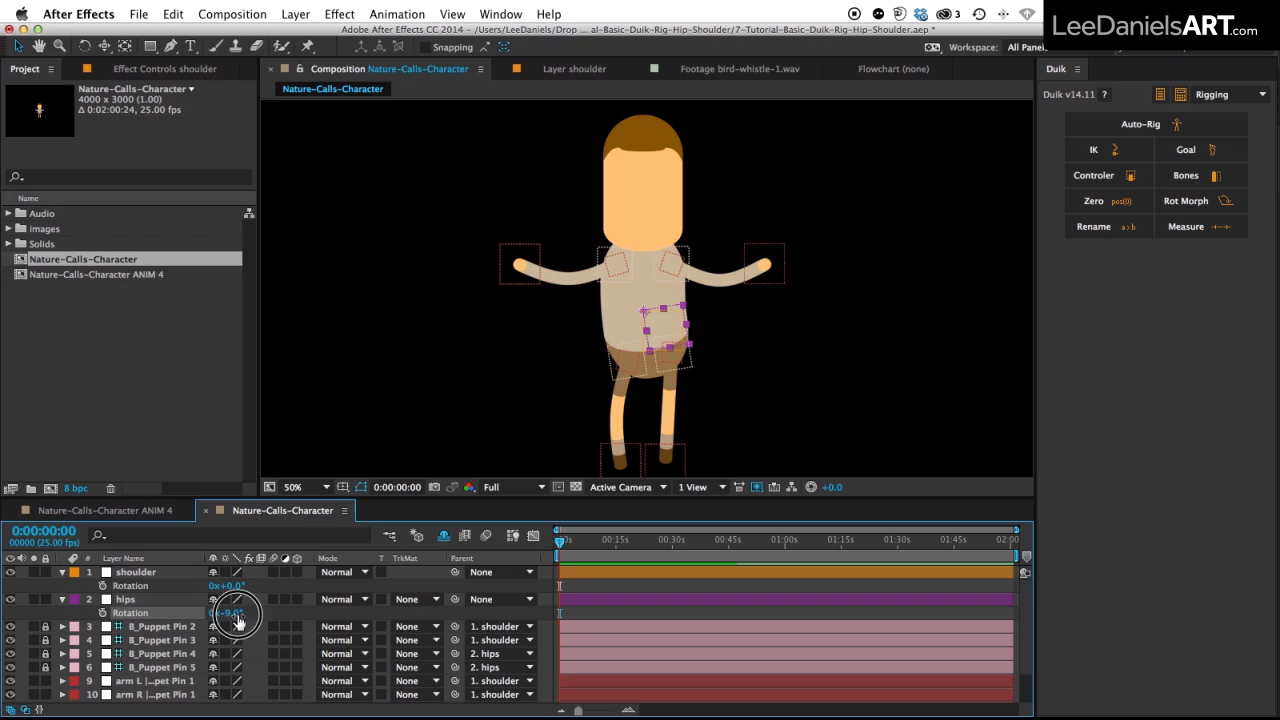 After Effects File Edit Composition Layer Effect Animation View Window Help 3
Adobe After Effects CC 2014 - /Users/LeeDaniels/Drop ... al-Basic-Duik-Rig-Hip-Shoulder/7-Tutorial-Basic-Duik-Rig-Hip-Shoulder.aep *
LeeDanielsART.com
Snapping Workspace: All Panels
Project Effect Controls shoulder Composition Nature-Calls-Character Layer shoulder Footage bird-whistle-1.wav Flowchart (none) Duik
Nature-Calls-Character
4000 x 3000 (1.00)
Δ 0:02:00:24, 25.00 fps
Nature-Calls-Character
Duik v14.11 ? Rigging
Auto-Rig
IK Goal
Controler Bones
Zero pos(0) Rot Morph
Rename a>b Measure
Name
Audio
images
Solids
Nature-Calls-Character
Nature-Calls-Character ANIM 4
8 bpc 50% 0:00:00:00 Full Active Camera 1 View +0.0
Nature-Calls-Character ANIM 4 Nature-Calls-Character
0:00:00:00
00000 (25.00 fps)
00:15s 00:30s 00:45s 01:00s 01:15s 01:30s 01:45s 02:00
# Layer Name fx Mode T TrkMat Parent
1 shoulder Normal None
Rotation 0x+0.0°
2 hips Normal None None
Rotation 0x-9.0°
3 B_Puppet Pin 2 Normal None 1. shoulder
4 B_Puppet Pin 3 Normal None 1. shoulder
5 B_Puppet Pin 4 Normal None 2. hips
6 B_Puppet Pin 5 Normal None 2. hips
9 arm L |...pet Pin 1 Normal None 1. shoulder
10 arm R |...pet Pin 1 Normal None 1. shoulder